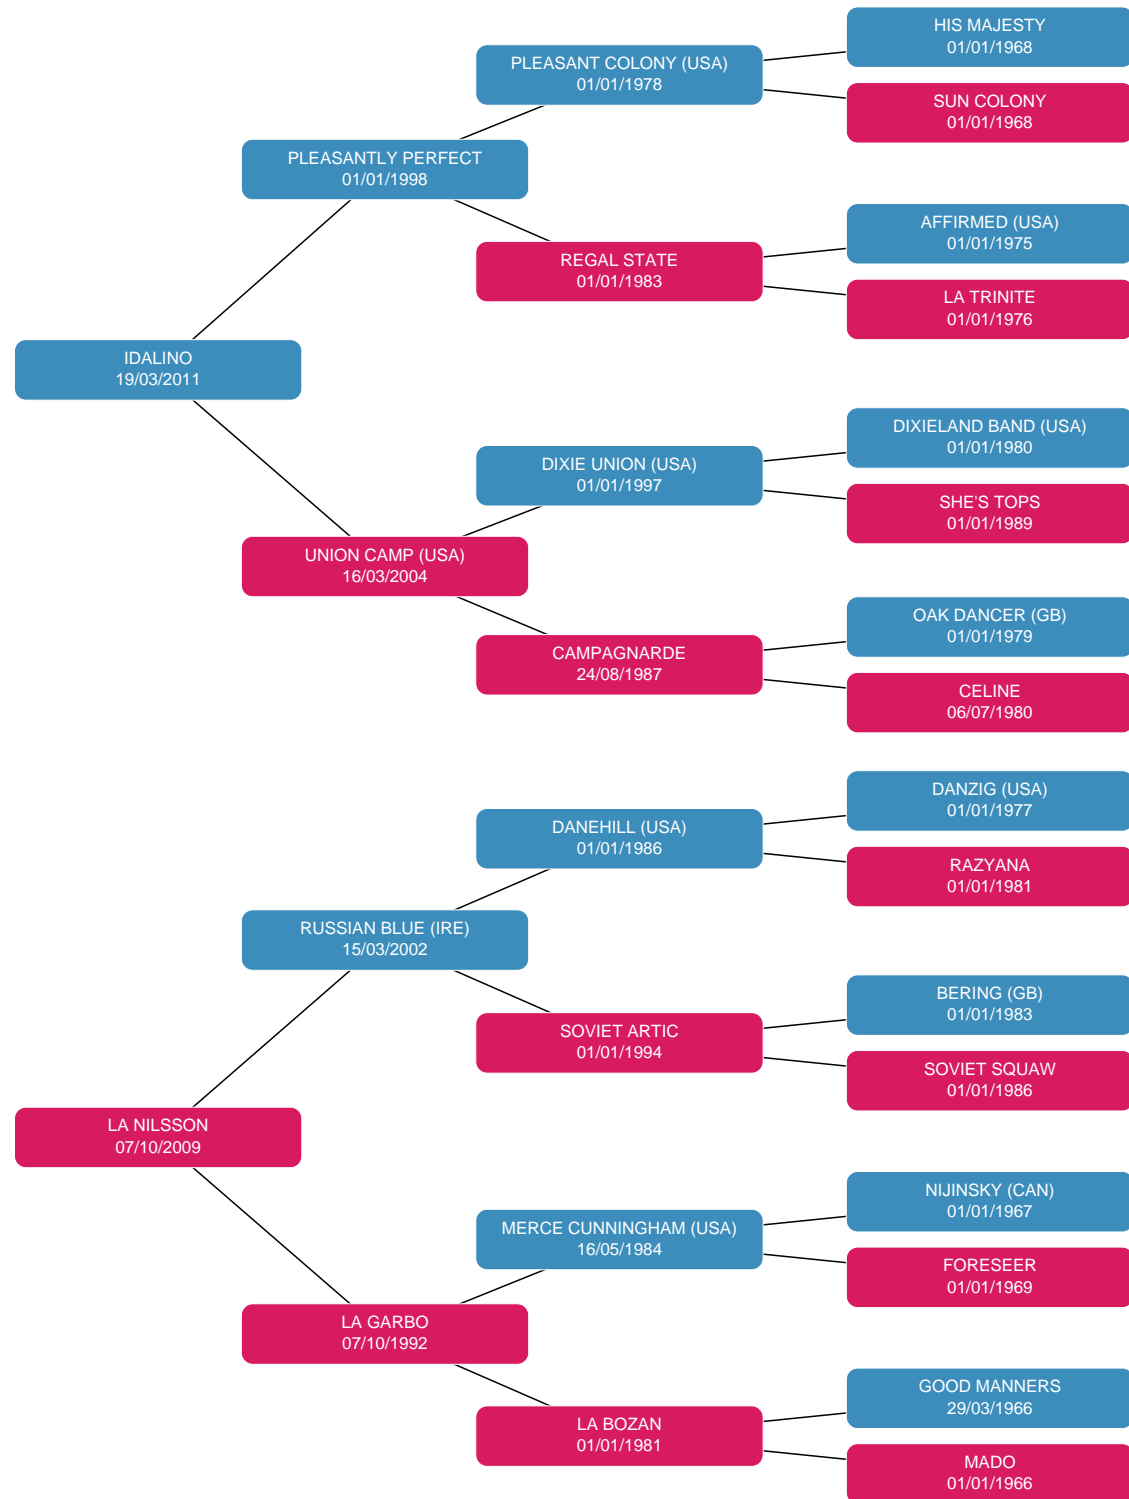 HIS MAJESTY
01/01/1968
PLEASANT COLONY (USA)
01/01/1978
SUN COLONY
01/01/1968
PLEASANTLY PERFECT
01/01/1998
AFFIRMED (USA)
01/01/1975
REGAL STATE
01/01/1983
LA TRINITE
01/01/1976
IDALINO
19/03/2011
DIXIELAND BAND (USA)
01/01/1980
DIXIE UNION (USA)
01/01/1997
SHE'S TOPS
01/01/1989
UNION CAMP (USA)
16/03/2004
OAK DANCER (GB)
01/01/1979
CAMPAGNARDE
24/08/1987
CELINE
06/07/1980
DANZIG (USA)
01/01/1977
DANEHILL (USA)
01/01/1986
RAZYANA
01/01/1981
RUSSIAN BLUE (IRE)
15/03/2002
BERING (GB)
01/01/1983
SOVIET ARTIC
01/01/1994
SOVIET SQUAW
01/01/1986
LA NILSSON
07/10/2009
NIJINSKY (CAN)
01/01/1967
MERCE CUNNINGHAM (USA)
16/05/1984
FORESEER
01/01/1969
LA GARBO
07/10/1992
GOOD MANNERS
29/03/1966
LA BOZAN
01/01/1981
MADO
01/01/1966